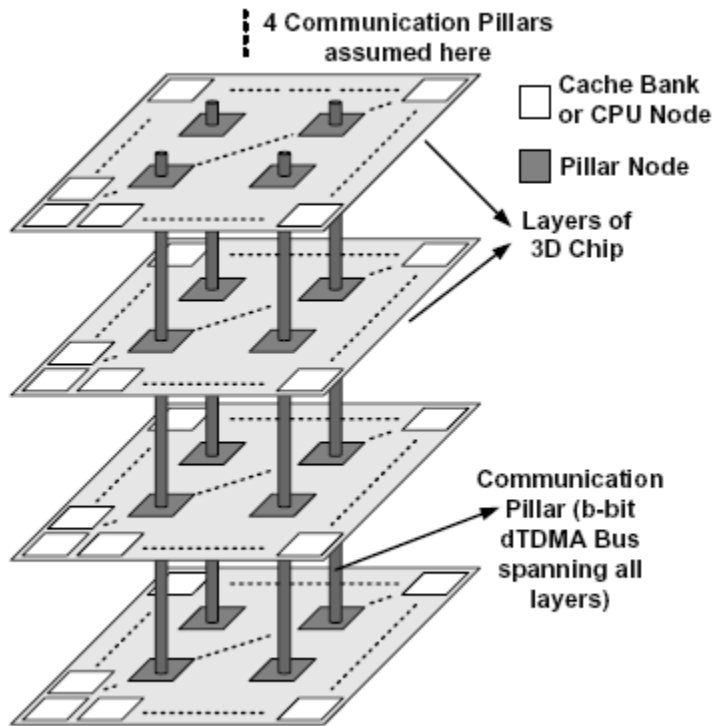 4 Communication Pillars
assumed here
Cache Bank
or CPU Node
Pillar Node
Layers of
3D Chip
Communication
Pillar (b-bit
dTDMA Bus
spanning all
layers)